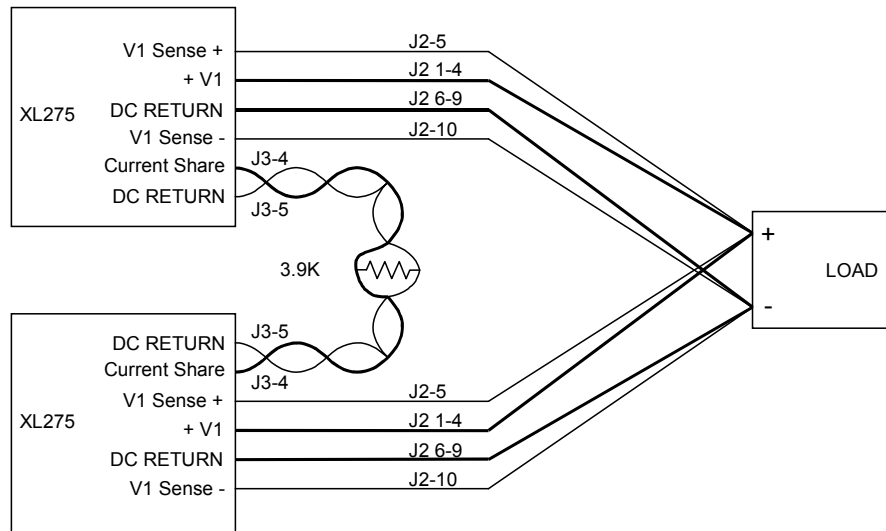 V1 Sense +
J2-5
+ V1
J2 1-4
XL275
DC RETURN
J2 6-9
V1 Sense -
J2-10
Current Share
J3-4
DC RETURN
J3-5
+
3.9K
LOAD
-
DC RETURN
J3-5
Current Share
J3-4
V1 Sense +
J2-5
XL275
+ V1
J2 1-4
DC RETURN
J2 6-9
V1 Sense -
J2-10